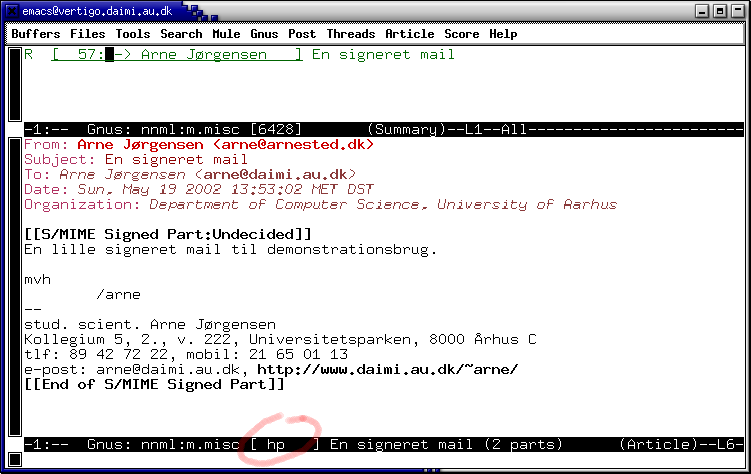 emacs@vertigo.daimi.au.dk
Buffers Files Tools Search Mule Gnus Post Threads Article Score Help
R  [  57: -> Arne Jørgensen   ] En signeret mail
-1:--  Gnus: nnml:m.misc [6428]       (Summary)--L1--All--------------------------
From: Arne Jørgensen <arne@arnested.dk>
Subject: En signeret mail
To: Arne Jørgensen <arne@daimi.au.dk>
Date: Sun, May 19 2002 13:53:02 MET DST
Organization: Department of Computer Science, University of Aarhus
[[S/MIME Signed Part:Undecided]]
En lille signeret mail til demonstrationsbrug.
mvh
/arne
--
stud. scient. Arne Jørgensen
Kollegium 5, 2., v. 222, Universitetsparken, 8000 Århus C
tlf: 89 42 72 22, mobil: 21 65 01 13
e-post: arne@daimi.au.dk, http://www.daimi.au.dk/~arne/
[[End of S/MIME Signed Part]]
-1:--  Gnus: nnml:m.misc [ hp   ] En signeret mail (2 parts)      (Article)--L6-